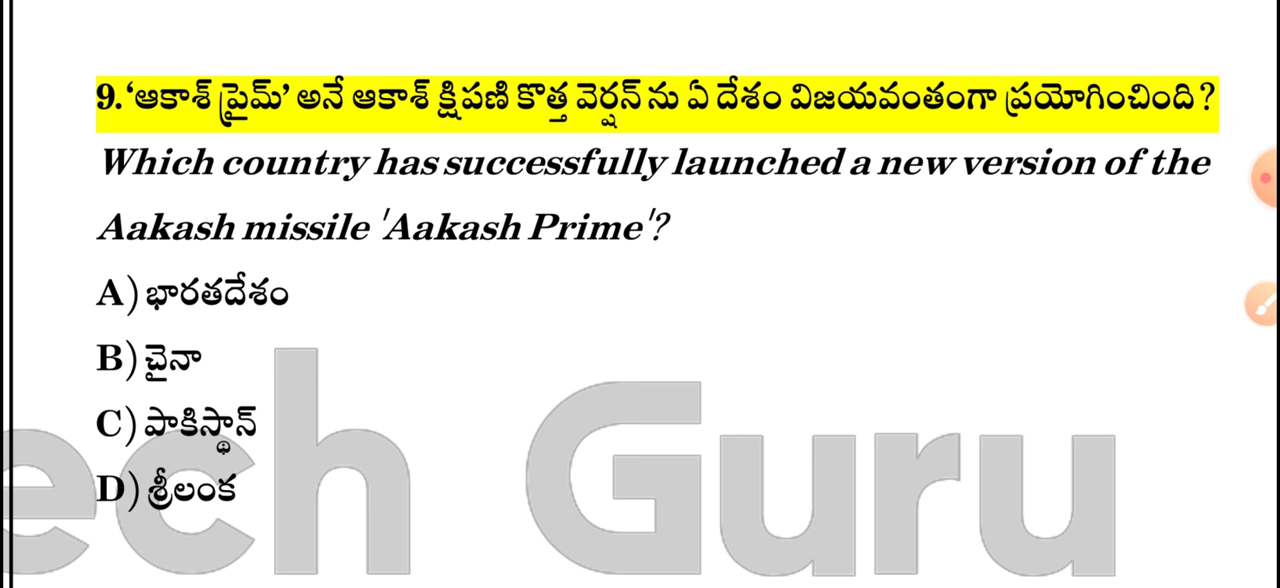 9.‘ఆకాశ్ ప్రైమ్’ అనే ఆకాశ్ క్షిపణి కొత్త వెర్షన్ ను ఏ దేశం విజయవంతంగా ప్రయోగించింది?
Which country has successfully launched a new version of the
Aakash missile 'Aakash Prime'?
A) భారతదేశం
B) చైనా
C) పాకిస్థాన్
D) శ్రీలంక
ech Guru